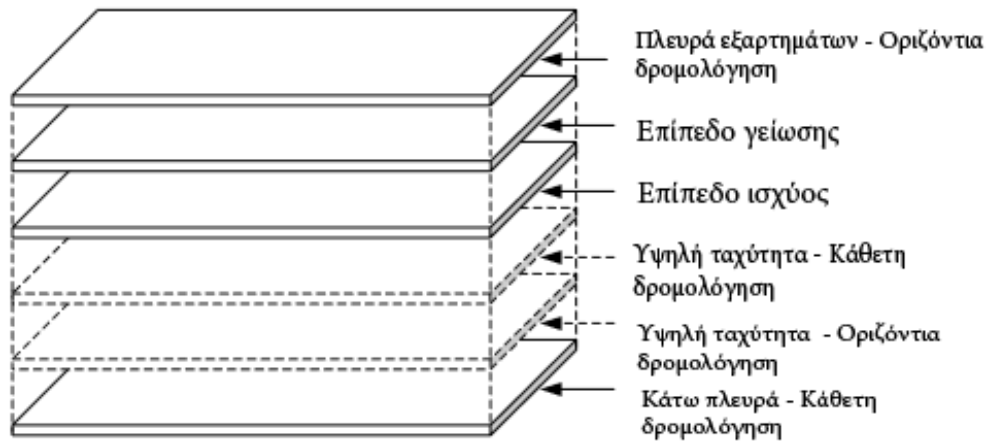 Πλευρά εξαρτημάτων - Οριζόντια
δρομολόγηση
Επίπεδο γείωσης
Επίπεδο ισχύος
Υψηλή ταχύτητα - Κάθετη
δρομολόγηση
Υψηλή ταχύτητα - Οριζόντια
δρομολόγηση
Κάτω πλευρά - Κάθετη
δρομολόγηση